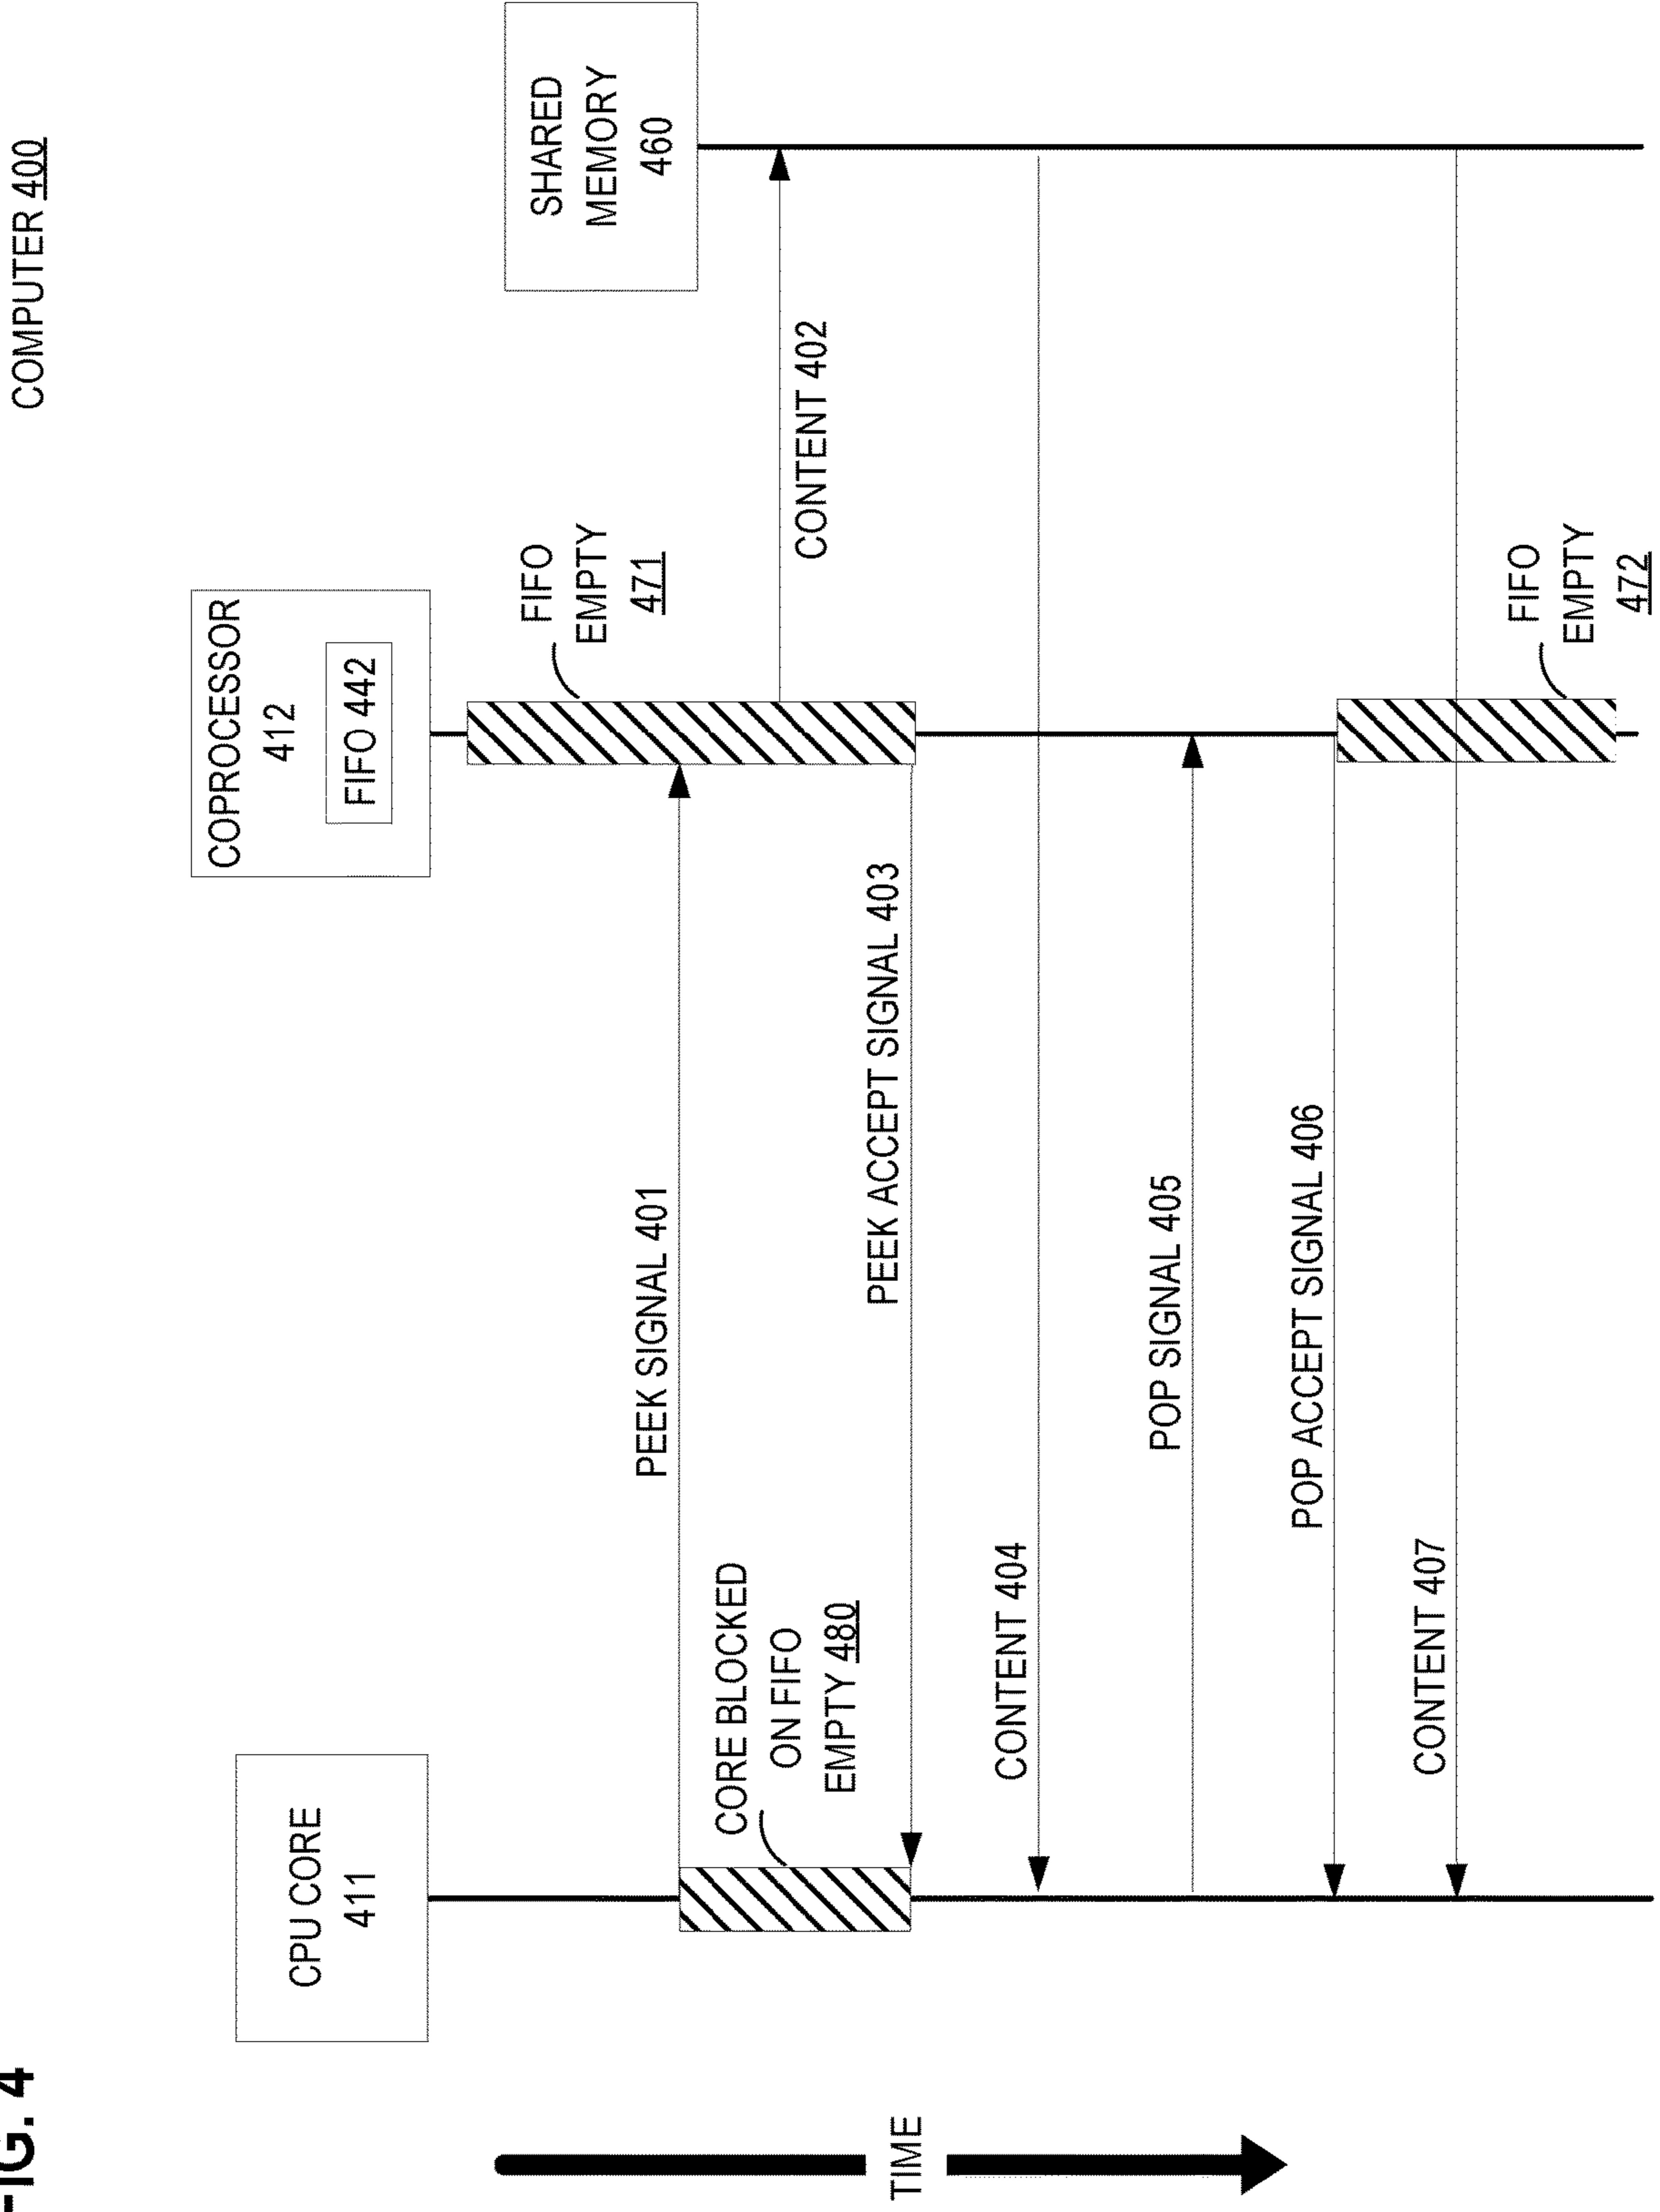 FIG. 4
COMPUTER 400
CPU CORE
411
COPROCESSOR
412
FIFO 442
SHARED
MEMORY
460
TIME
FIFO
EMPTY
471
PEEK SIGNAL 401
CORE BLOCKED
ON FIFO
EMPTY 480
CONTENT 402
PEEK ACCEPT SIGNAL 403
CONTENT 404
POP SIGNAL 405
POP ACCEPT SIGNAL 406
CONTENT 407
FIFO
EMPTY
472